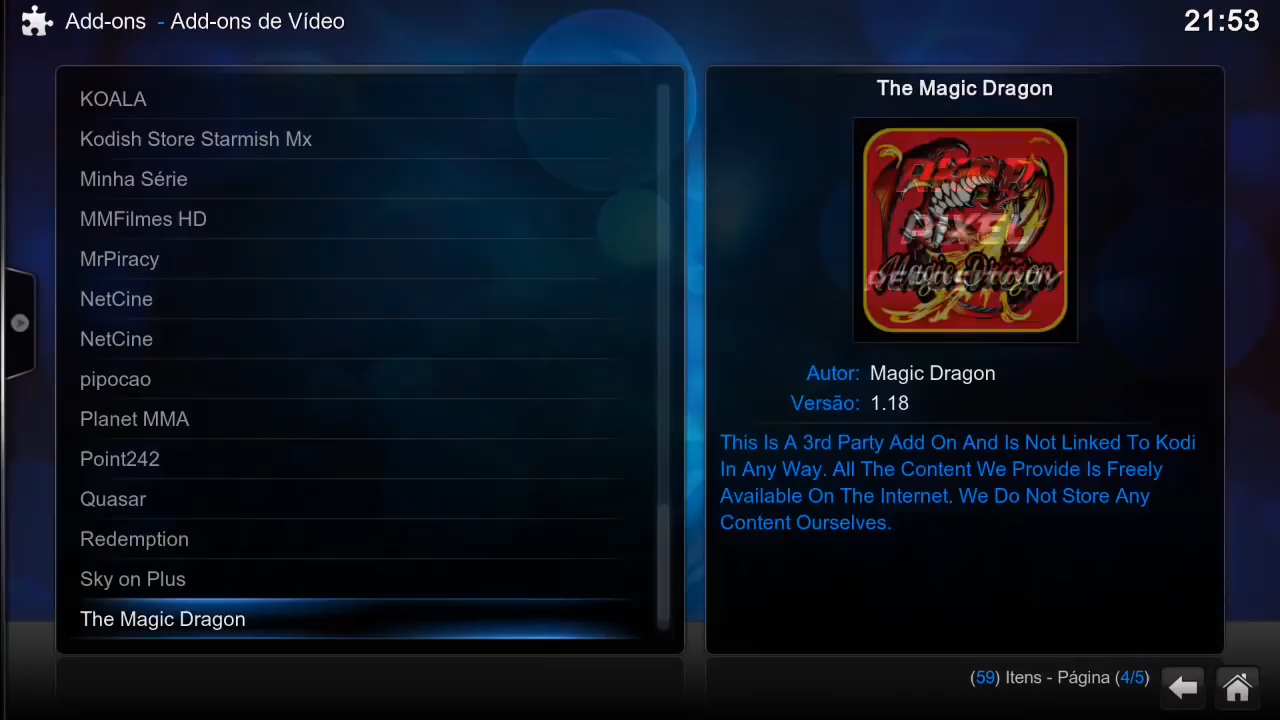 Add-ons - Add-ons de Vídeo
21:53
KOALA
Kodish Store Starmish Mx
Minha Série
MMFilmes HD
MrPiracy
NetCine
NetCine
pipocao
Planet MMA
Point242
Quasar
Redemption
Sky on Plus
The Magic Dragon
The Magic Dragon
RED
PIXEL
Magic Dragon
Autor: Magic Dragon
Versão: 1.18
This Is A 3rd Party Add On And Is Not Linked To Kodi
In Any Way. All The Content We Provide Is Freely
Available On The Internet. We Do Not Store Any
Content Ourselves.
(59) Itens - Página (4/5)